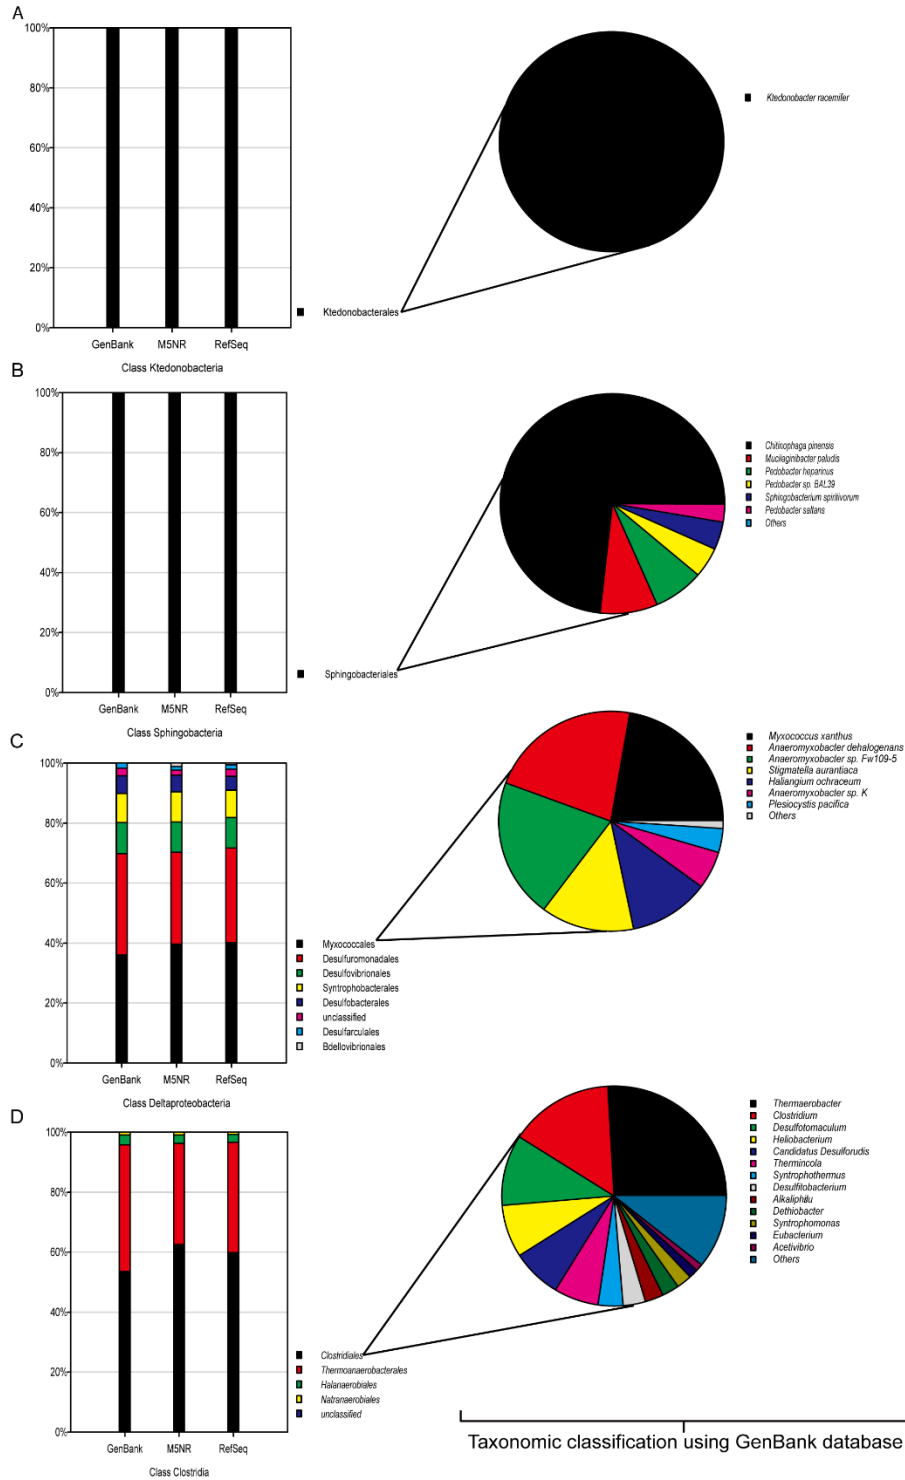 A
100%
80%
60%
40%
20%
0%
GenBank M5NR RefSeq
Class Ktedonobacteria
Ktedonobacterales
Ktedonobacter racemifer
B
100%
80%
60%
40%
20%
0%
GenBank M5NR RefSeq
Class Sphingobacteria
Sphingobacteriales
Chitinophaga pinensis
Mucilaginibacter paludis
Pedobacter heparinus
Pedobacter sp. BAL39
Sphingobacterium spiritivorum
Pedobacter saltans
Others
C
100%
80%
60%
40%
20%
0%
GenBank M5NR RefSeq
Class Deltaproteobacteria
Myxococcales
Desulfuromonadales
Desulfovibrionales
Syntrophobacterales
Desulfobacterales
unclassified
Desulfarculales
Bdellovibrionales
Myxococcus xanthus
Anaeromyxobacter dehalogenans
Anaeromyxobacter sp. Fw109-5
Stigmatella aurantiaca
Haliangium ochraceum
Anaeromyxobacter sp. K
Plesiocystis pacifica
Others
D
100%
80%
60%
40%
20%
0%
GenBank M5NR RefSeq
Class Clostridia
Clostridiales
Thermoanaerobacterales
Halanaerobiales
Natranaerobiales
unclassified
Thermaerobacter
Clostridium
Desulfotomaculum
Heliobacterium
Candidatus Desulforudis
Thermincola
Syntrophothermus
Desulfitobacterium
Alkaliphilu
Dethiobacter
Syntrophomonas
Eubacterium
Acetivibrio
Others
Taxonomic classification using GenBank database